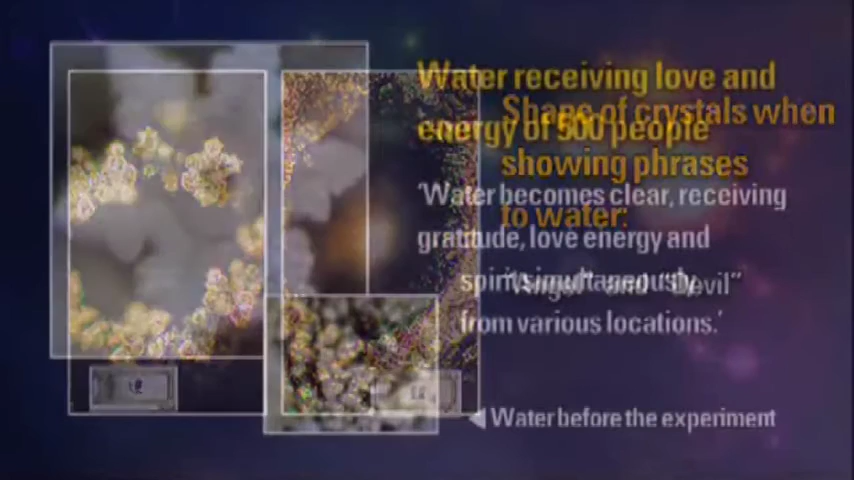 Water receiving love and
energy of 500 people
'Water becomes clear, receiving
gratitude, love energy and
spirit simultaneously
from various locations.'
Water before the experiment
Shape of crystals when
showing phrases
to water:
"Angel" and "Devil"